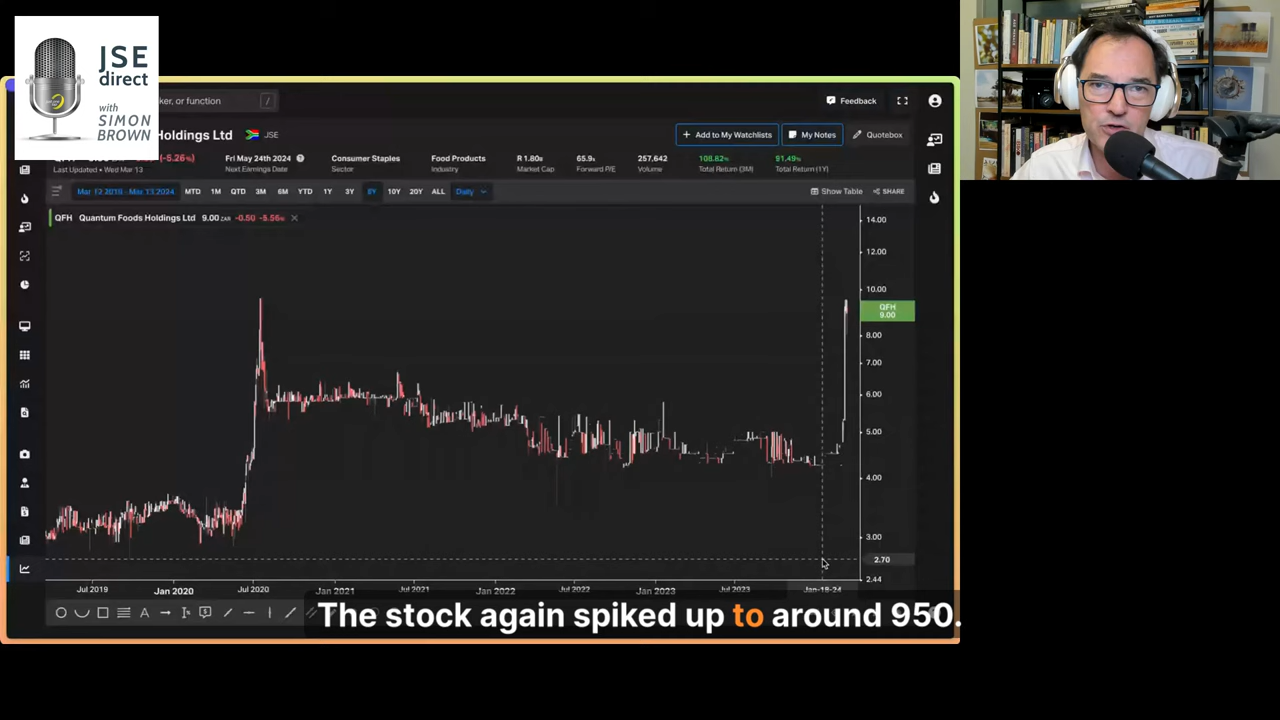 JSE
direct
with
SIMON
BROWN
ker, or function
/
Feedback
Holdings Ltd
JSE
+ Add to My Watchlists
My Notes
Quotebox
(-5.26%)
Last Updated • Wed Mar 13
Fri May 24th 2024
Next Earnings Date
Consumer Staples
Sector
Food Products
Industry
R 1.80B
Market Cap
65.9x
Forward P/E
257,642
Volume
108.82%
Total Return (3M)
91.49%
Total Return (1Y)
MTD
1M
QTD
3M
6M
YTD
1Y
3Y
5Y
10Y
20Y
ALL
Daily
Show Table
SHARE
QFH Quantum Foods Holdings Ltd 9.00 ZAR -0.50 -5.56%
14.00
12.00
10.00
QFH
9.00
8.00
7.00
6.00
5.00
4.00
3.00
2.70
2.44
Jul 2019
Jan 2020
Jul 2020
Jan 2021
Jul 2021
Jan 2022
Jul 2022
Jan 2023
Jul 2023
Jan-18-24
The stock again spiked up to around 950.